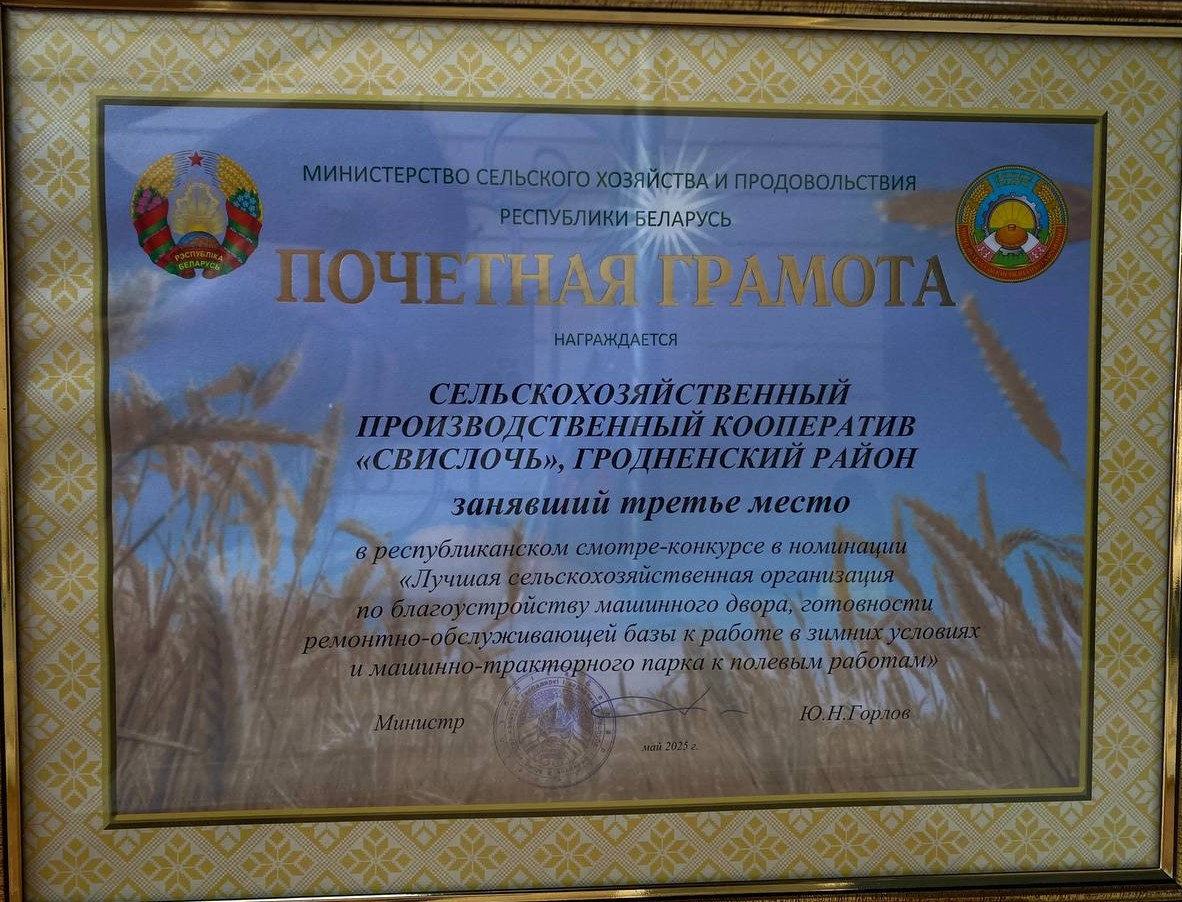 МИНИСТЕРСТВО СЕЛЬСКОГО ХОЗЯЙСТВА И ПРОДОВОЛЬСТВИЯ
РЕСПУБЛИКИ БЕЛАРУСЬ
РЭСПУБЛІКА
БЕЛАРУСЬ
ПОЧЕТНАЯ ГРАМОТА
НАГРАЖДАЕТСЯ
СЕЛЬСКОХОЗЯЙСТВЕННЫЙ
ПРОИЗВОДСТВЕННЫЙ КООПЕРАТИВ
«СВИСЛОЧЬ», ГРОДНЕНСКИЙ РАЙОН
занявший третье место
в республиканском смотре-конкурсе в номинации
«Лучшая сельскохозяйственная организация
по благоустройству машинного двора, готовности
ремонтно-обслуживающей базы к работе в зимних условиях
и машинно-тракторного парка к полевым работам»
Министр
Ю.Н.Горлов
май 2025 г.